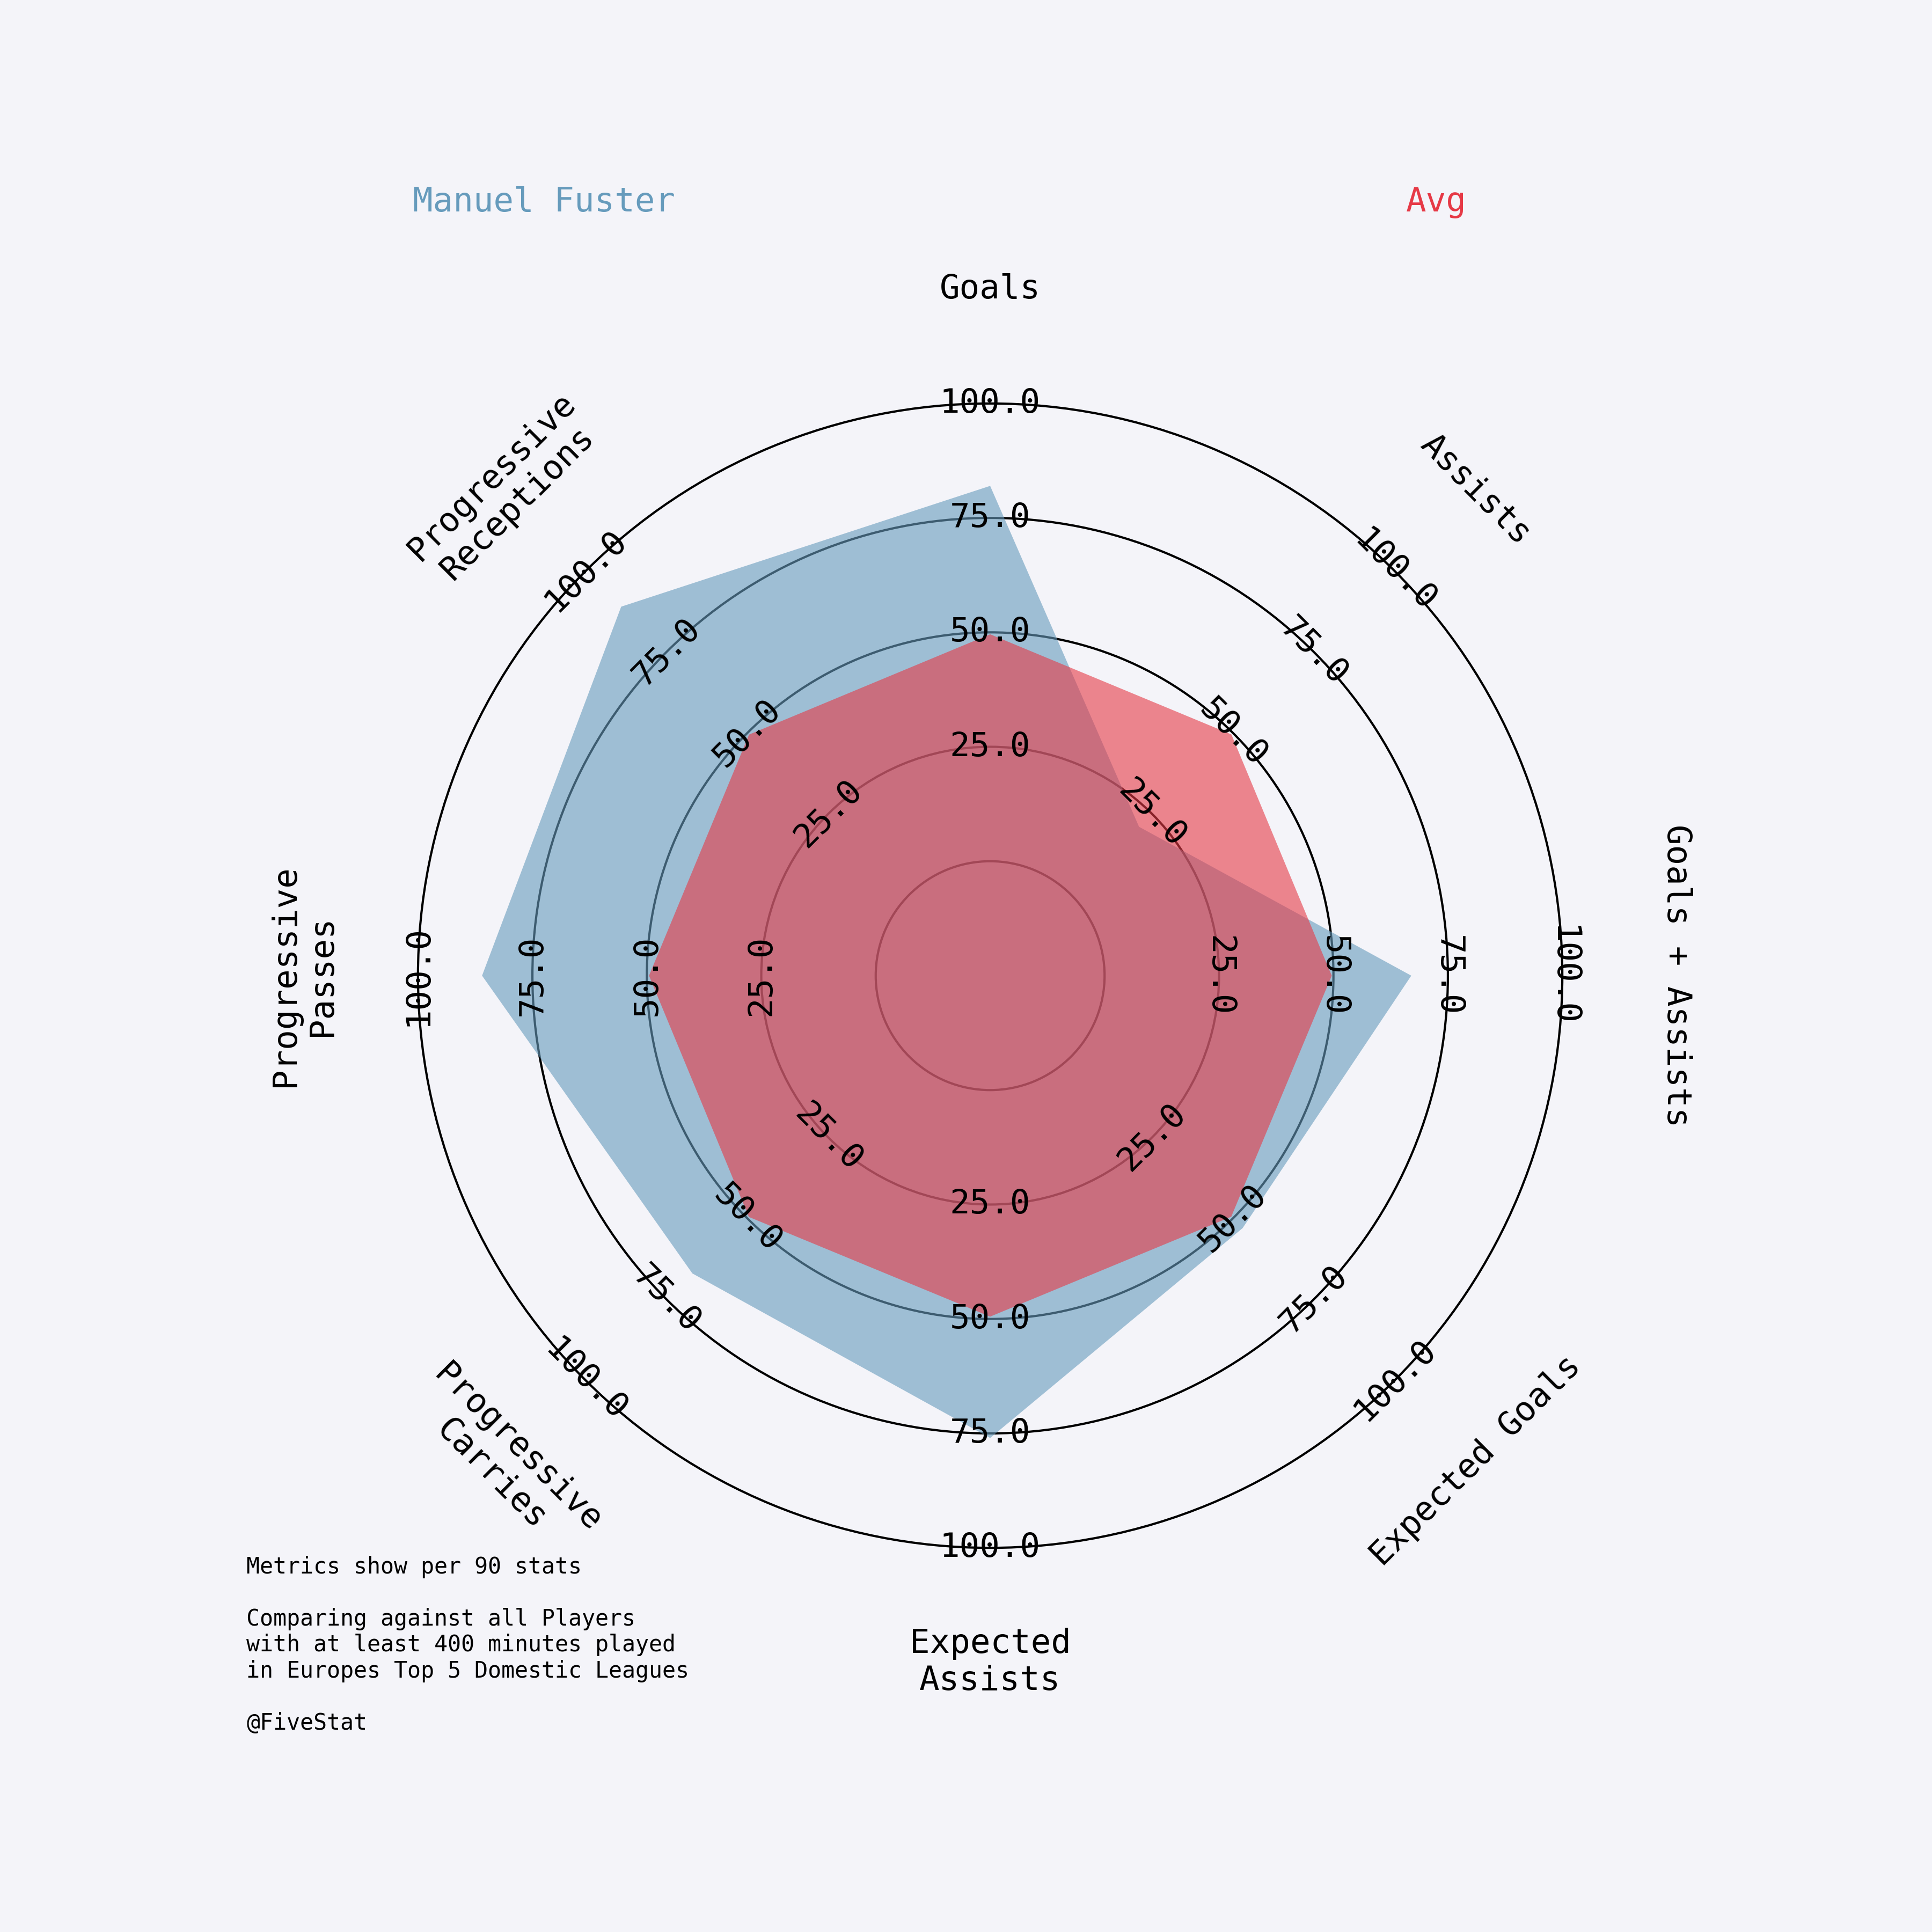 Manuel Fuster
Avg
Goals
Assists
Goals + Assists
Expected Goals
Expected
Assists
Progressive
Carries
Progressive
Passes
Progressive
Receptions
25.0
50.0
75.0
100.0
25.0
50.0
75.0
100.0
25.0
50.0
75.0
100.0
25.0
50.0
75.0
100.0
25.0
50.0
75.0
100.0
25.0
50.0
75.0
100.0
25.0
50.0
75.0
100.0
25.0
50.0
75.0
100.0
Metrics show per 90 stats
Comparing against all Players
with at least 400 minutes played
in Europes Top 5 Domestic Leagues
@FiveStat